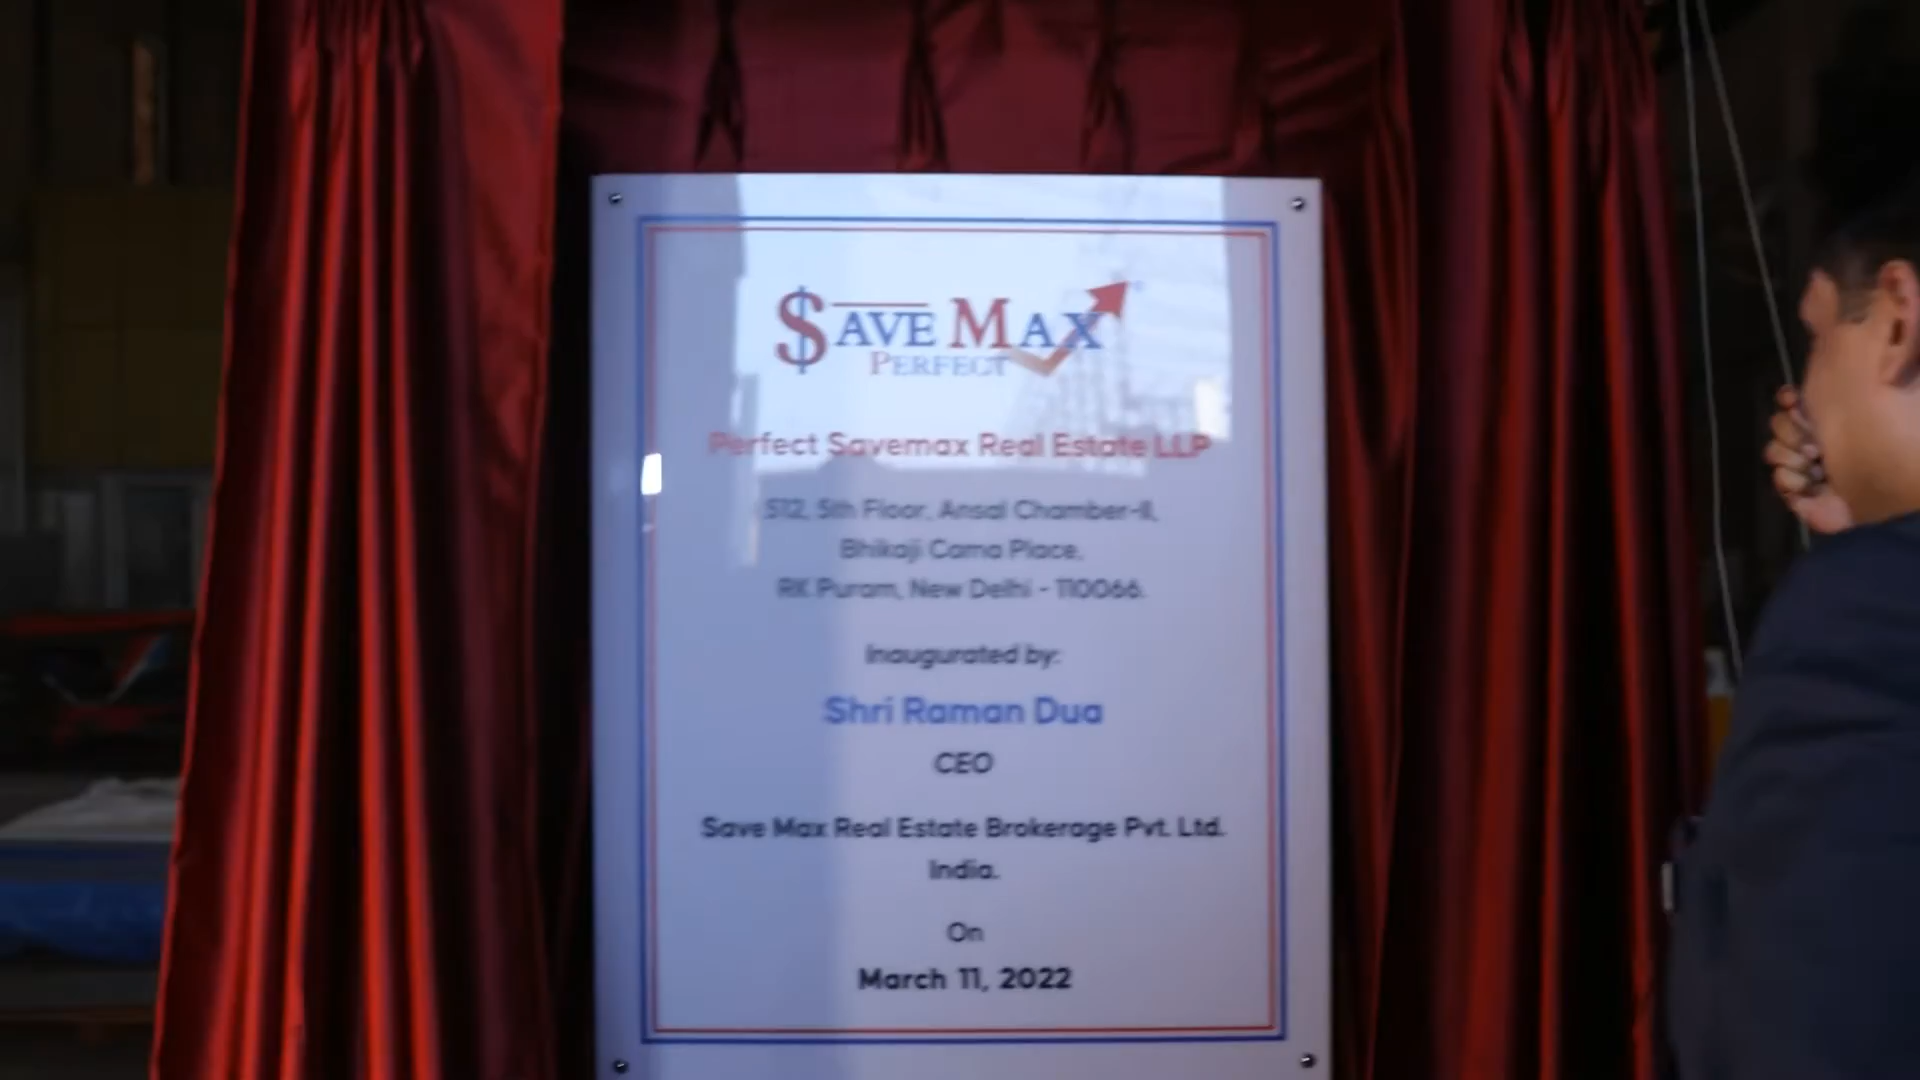 $AVE MAX
PERFECT
Perfect Savemax Real Estate LLP
512, 5th Floor, Ansal Chamber-II,
Bhikaji Cama Place,
RK Puram, New Delhi - 110066.
Inaugurated by:
Shri Raman Dua
CEO
Save Max Real Estate Brokerage Pvt. Ltd.
India.
On
March 11, 2022